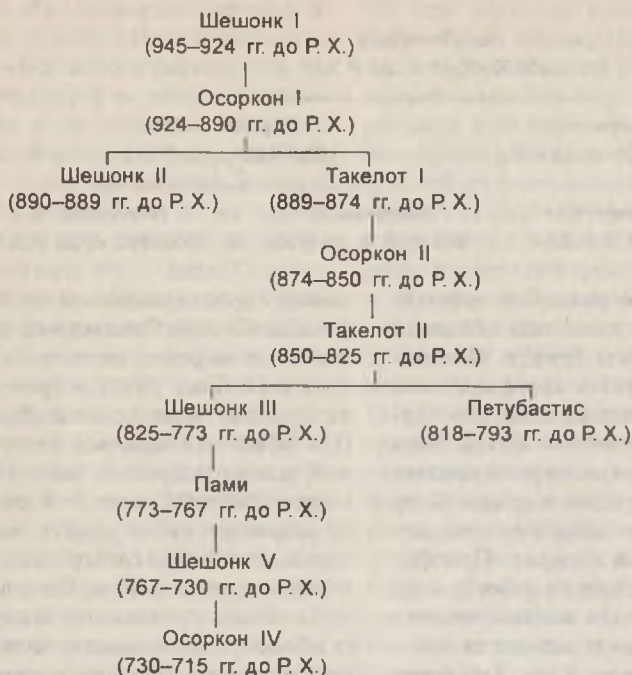 Шешонк I
(945–924 гг. до Р. Х.)
Осоркон I
(924–890 гг. до Р. Х.)
Шешонк II
(890–889 гг. до Р. Х.)
Такелот I
(889–874 гг. до Р. Х.)
Осоркон II
(874–850 гг. до Р. Х.)
Такелот II
(850–825 гг. до Р. Х.)
Шешонк III
(825–773 гг. до Р. Х.)
Петубастис
(818–793 гг. до Р. Х.)
Пами
(773–767 гг. до Р. Х.)
Шешонк V
(767–730 гг. до Р. Х.)
Осоркон IV
(730–715 гг. до Р. Х.)